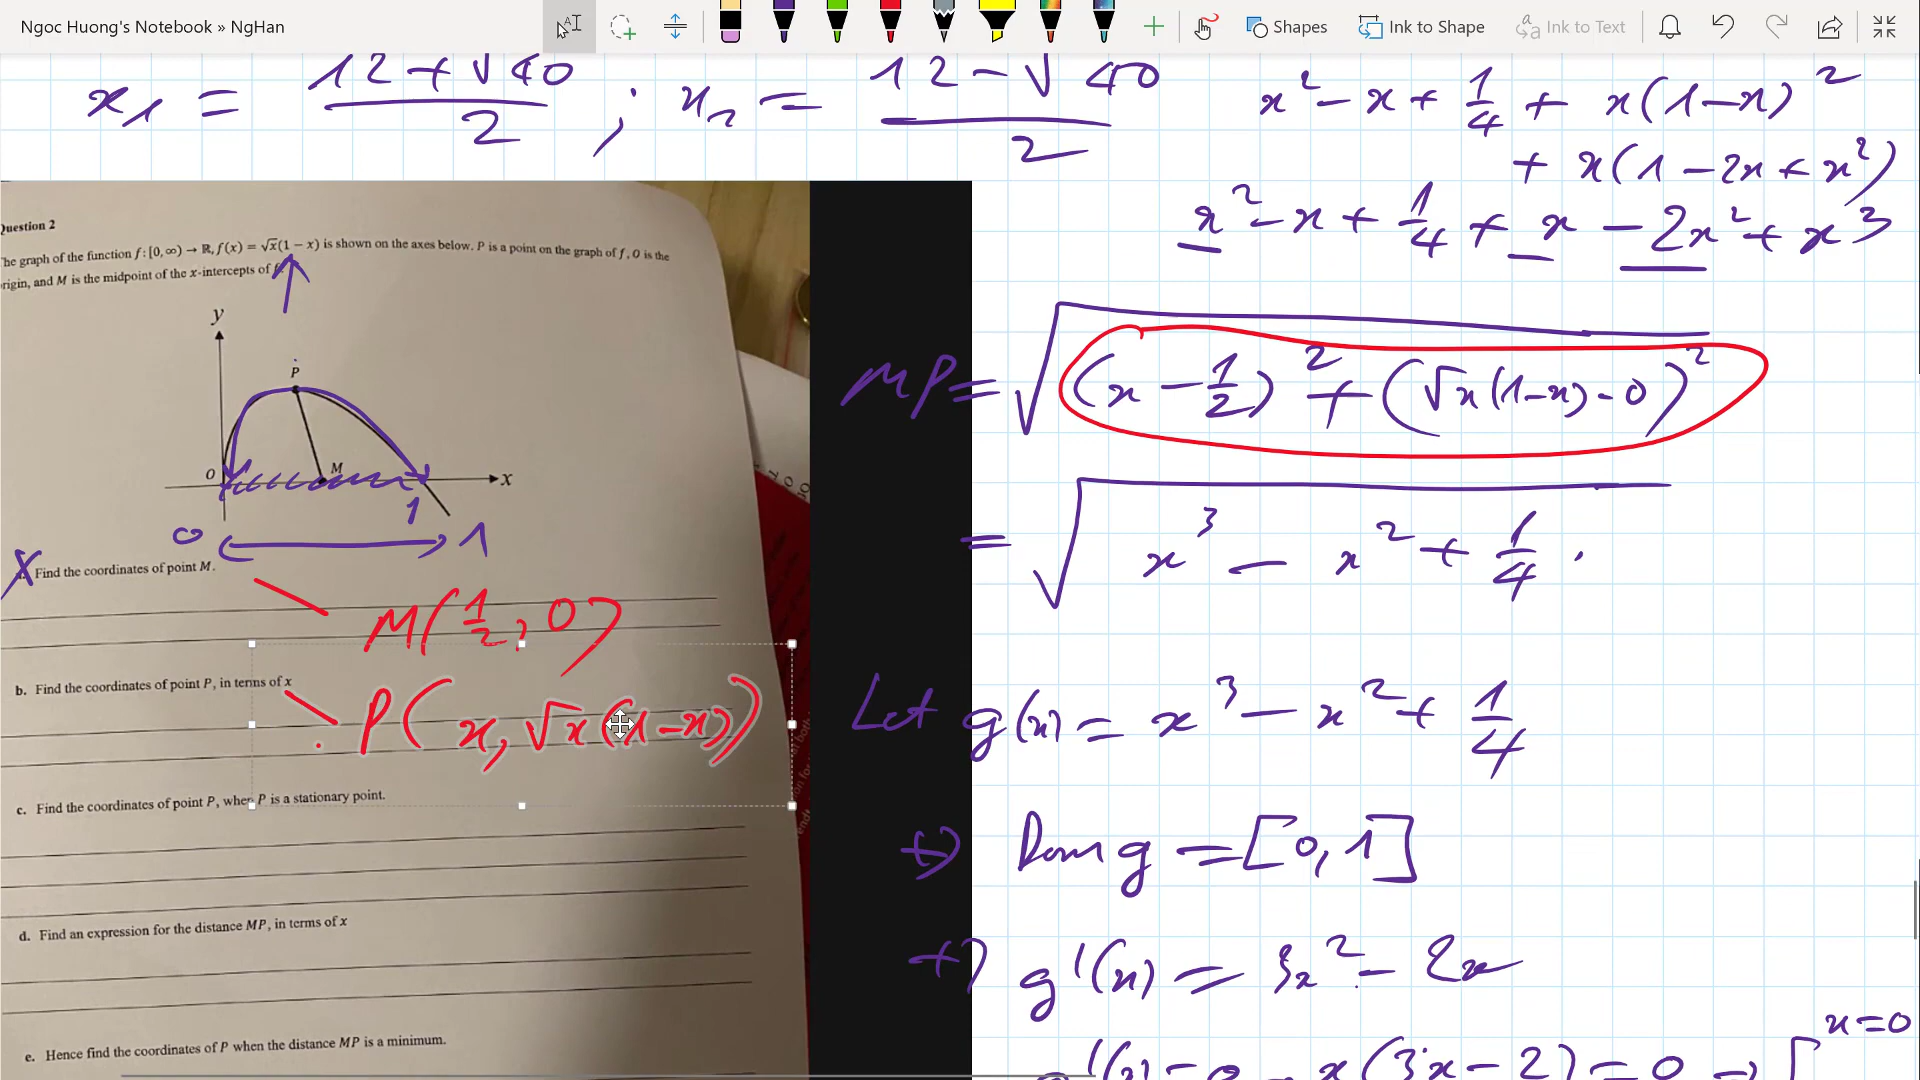 Ngoc Huong's Notebook » NgHan
Shapes
Ink to Shape
Ink to Text
x₁ = (12 + √40)/2 ; x₂ = (12 - √40)/2
x² - x + 1/4 + x(1-x)²
+ x(1 - 2x + x²)
x² - x + 1/4 + x - 2x² + x³
Question 2
The graph of the function f: [0, ∞) → ℝ, f(x) = √x(1 − x) is shown on the axes below. P is a point on the graph of f, O is the
origin, and M is the midpoint of the x-intercepts of f
y
P
O
M
x
1
0
1
Find the coordinates of point M.
M(1/2, 0)
b. Find the coordinates of point P, in terms of x
P(x, √x(1-x))
c. Find the coordinates of point P, when P is a stationary point.
d. Find an expression for the distance MP, in terms of x
e. Hence find the coordinates of P when the distance MP is a minimum.
MP = √((x - 1/2)² + (√x(1-x) - 0)²)
= √(x³ - x² + 1/4) .
Let g(x) = x³ - x² + 1/4
+) Dom g = [0, 1]
+) g'(x) = 3x² - 2x
x=0
g'(x) = 0 x(3x - 2) = 0 →